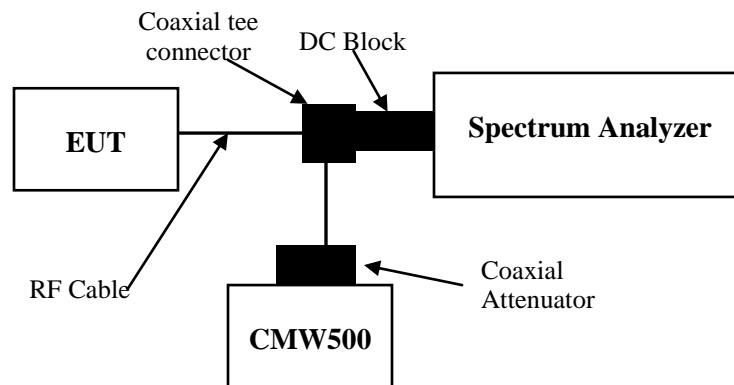 Coaxial tee
connector
DC Block
EUT
Spectrum Analyzer
RF Cable
Coaxial
Attenuator
CMW500